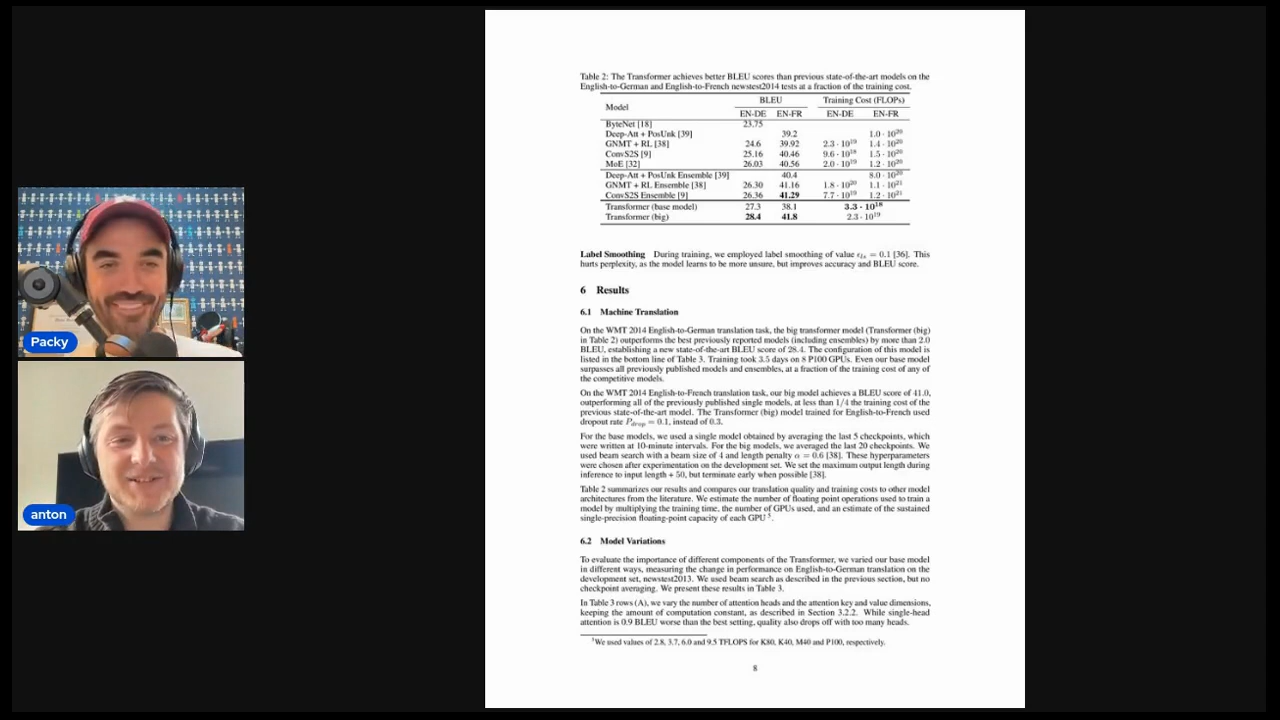 Table 2: The Transformer achieves better BLEU scores than previous state-of-the-art models on the
English-to-German and English-to-French newstest2014 tests at a fraction of the training cost.
Model BLEU Training Cost (FLOPs)
EN-DE EN-FR EN-DE EN-FR
ByteNet [18] 23.75
Deep-Att + PosUnk [39] 39.2 1.0 · 10²⁰
GNMT + RL [38] 24.6 39.92 2.3 · 10¹⁹ 1.4 · 10²⁰
ConvS2S [9] 25.16 40.46 9.6 · 10¹⁸ 1.5 · 10²⁰
MoE [32] 26.03 40.56 2.0 · 10¹⁹ 1.2 · 10²⁰
Deep-Att + PosUnk Ensemble [39] 40.4 8.0 · 10²⁰
GNMT + RL Ensemble [38] 26.30 41.16 1.8 · 10²⁰ 1.1 · 10²¹
ConvS2S Ensemble [9] 26.36 41.29 7.7 · 10¹⁹ 1.2 · 10²¹
Transformer (base model) 27.3 38.1 3.3 · 10¹⁸
Transformer (big) 28.4 41.8 2.3 · 10¹⁹
Label Smoothing During training, we employed label smoothing of value ϵls = 0.1 [36]. This
hurts perplexity, as the model learns to be more unsure, but improves accuracy and BLEU score.
6 Results
6.1 Machine Translation
On the WMT 2014 English-to-German translation task, the big transformer model (Transformer (big)
in Table 2) outperforms the best previously reported models (including ensembles) by more than 2.0
BLEU, establishing a new state-of-the-art BLEU score of 28.4. The configuration of this model is
listed in the bottom line of Table 3. Training took 3.5 days on 8 P100 GPUs. Even our base model
surpasses all previously published models and ensembles, at a fraction of the training cost of any of
the competitive models.
On the WMT 2014 English-to-French translation task, our big model achieves a BLEU score of 41.0,
outperforming all of the previously published single models, at less than 1/4 the training cost of the
previous state-of-the-art model. The Transformer (big) model trained for English-to-French used
dropout rate Pdrop = 0.1, instead of 0.3.
For the base models, we used a single model obtained by averaging the last 5 checkpoints, which
were written at 10-minute intervals. For the big models, we averaged the last 20 checkpoints. We
used beam search with a beam size of 4 and length penalty α = 0.6 [38]. These hyperparameters
were chosen after experimentation on the development set. We set the maximum output length during
inference to input length + 50, but terminate early when possible [38].
Table 2 summarizes our results and compares our translation quality and training costs to other model
architectures from the literature. We estimate the number of floating point operations used to train a
model by multiplying the training time, the number of GPUs used, and an estimate of the sustained
single-precision floating-point capacity of each GPU ⁵.
6.2 Model Variations
To evaluate the importance of different components of the Transformer, we varied our base model
in different ways, measuring the change in performance on English-to-German translation on the
development set, newstest2013. We used beam search as described in the previous section, but no
checkpoint averaging. We present these results in Table 3.
In Table 3 rows (A), we vary the number of attention heads and the attention key and value dimensions,
keeping the amount of computation constant, as described in Section 3.2.2. While single-head
attention is 0.9 BLEU worse than the best setting, quality also drops off with too many heads.
⁵We used values of 2.8, 3.7, 6.0 and 9.5 TFLOPS for K80, K40, M40 and P100, respectively.
8
Packy
anton